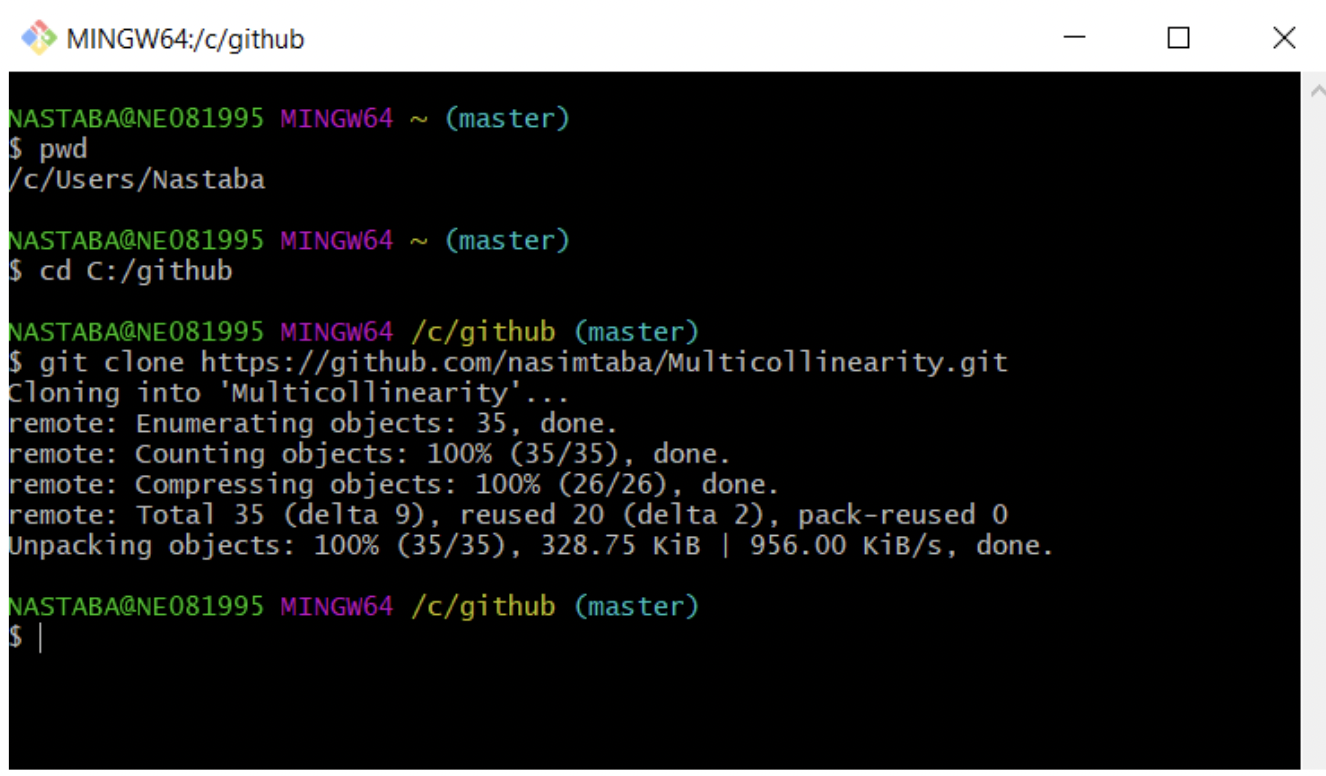 MINGW64:/c/github
NASTABA@NE081995 MINGW64 ~ (master)
$ pwd
/c/Users/Nastaba
NASTABA@NE081995 MINGW64 ~ (master)
$ cd C:/github
NASTABA@NE081995 MINGW64 /c/github (master)
$ git clone https://github.com/nasimtaba/Multicollinearity.git
Cloning into 'Multicollinearity'...
remote: Enumerating objects: 35, done.
remote: Counting objects: 100% (35/35), done.
remote: Compressing objects: 100% (26/26), done.
remote: Total 35 (delta 9), reused 20 (delta 2), pack-reused 0
Unpacking objects: 100% (35/35), 328.75 KiB | 956.00 KiB/s, done.
NASTABA@NE081995 MINGW64 /c/github (master)
$